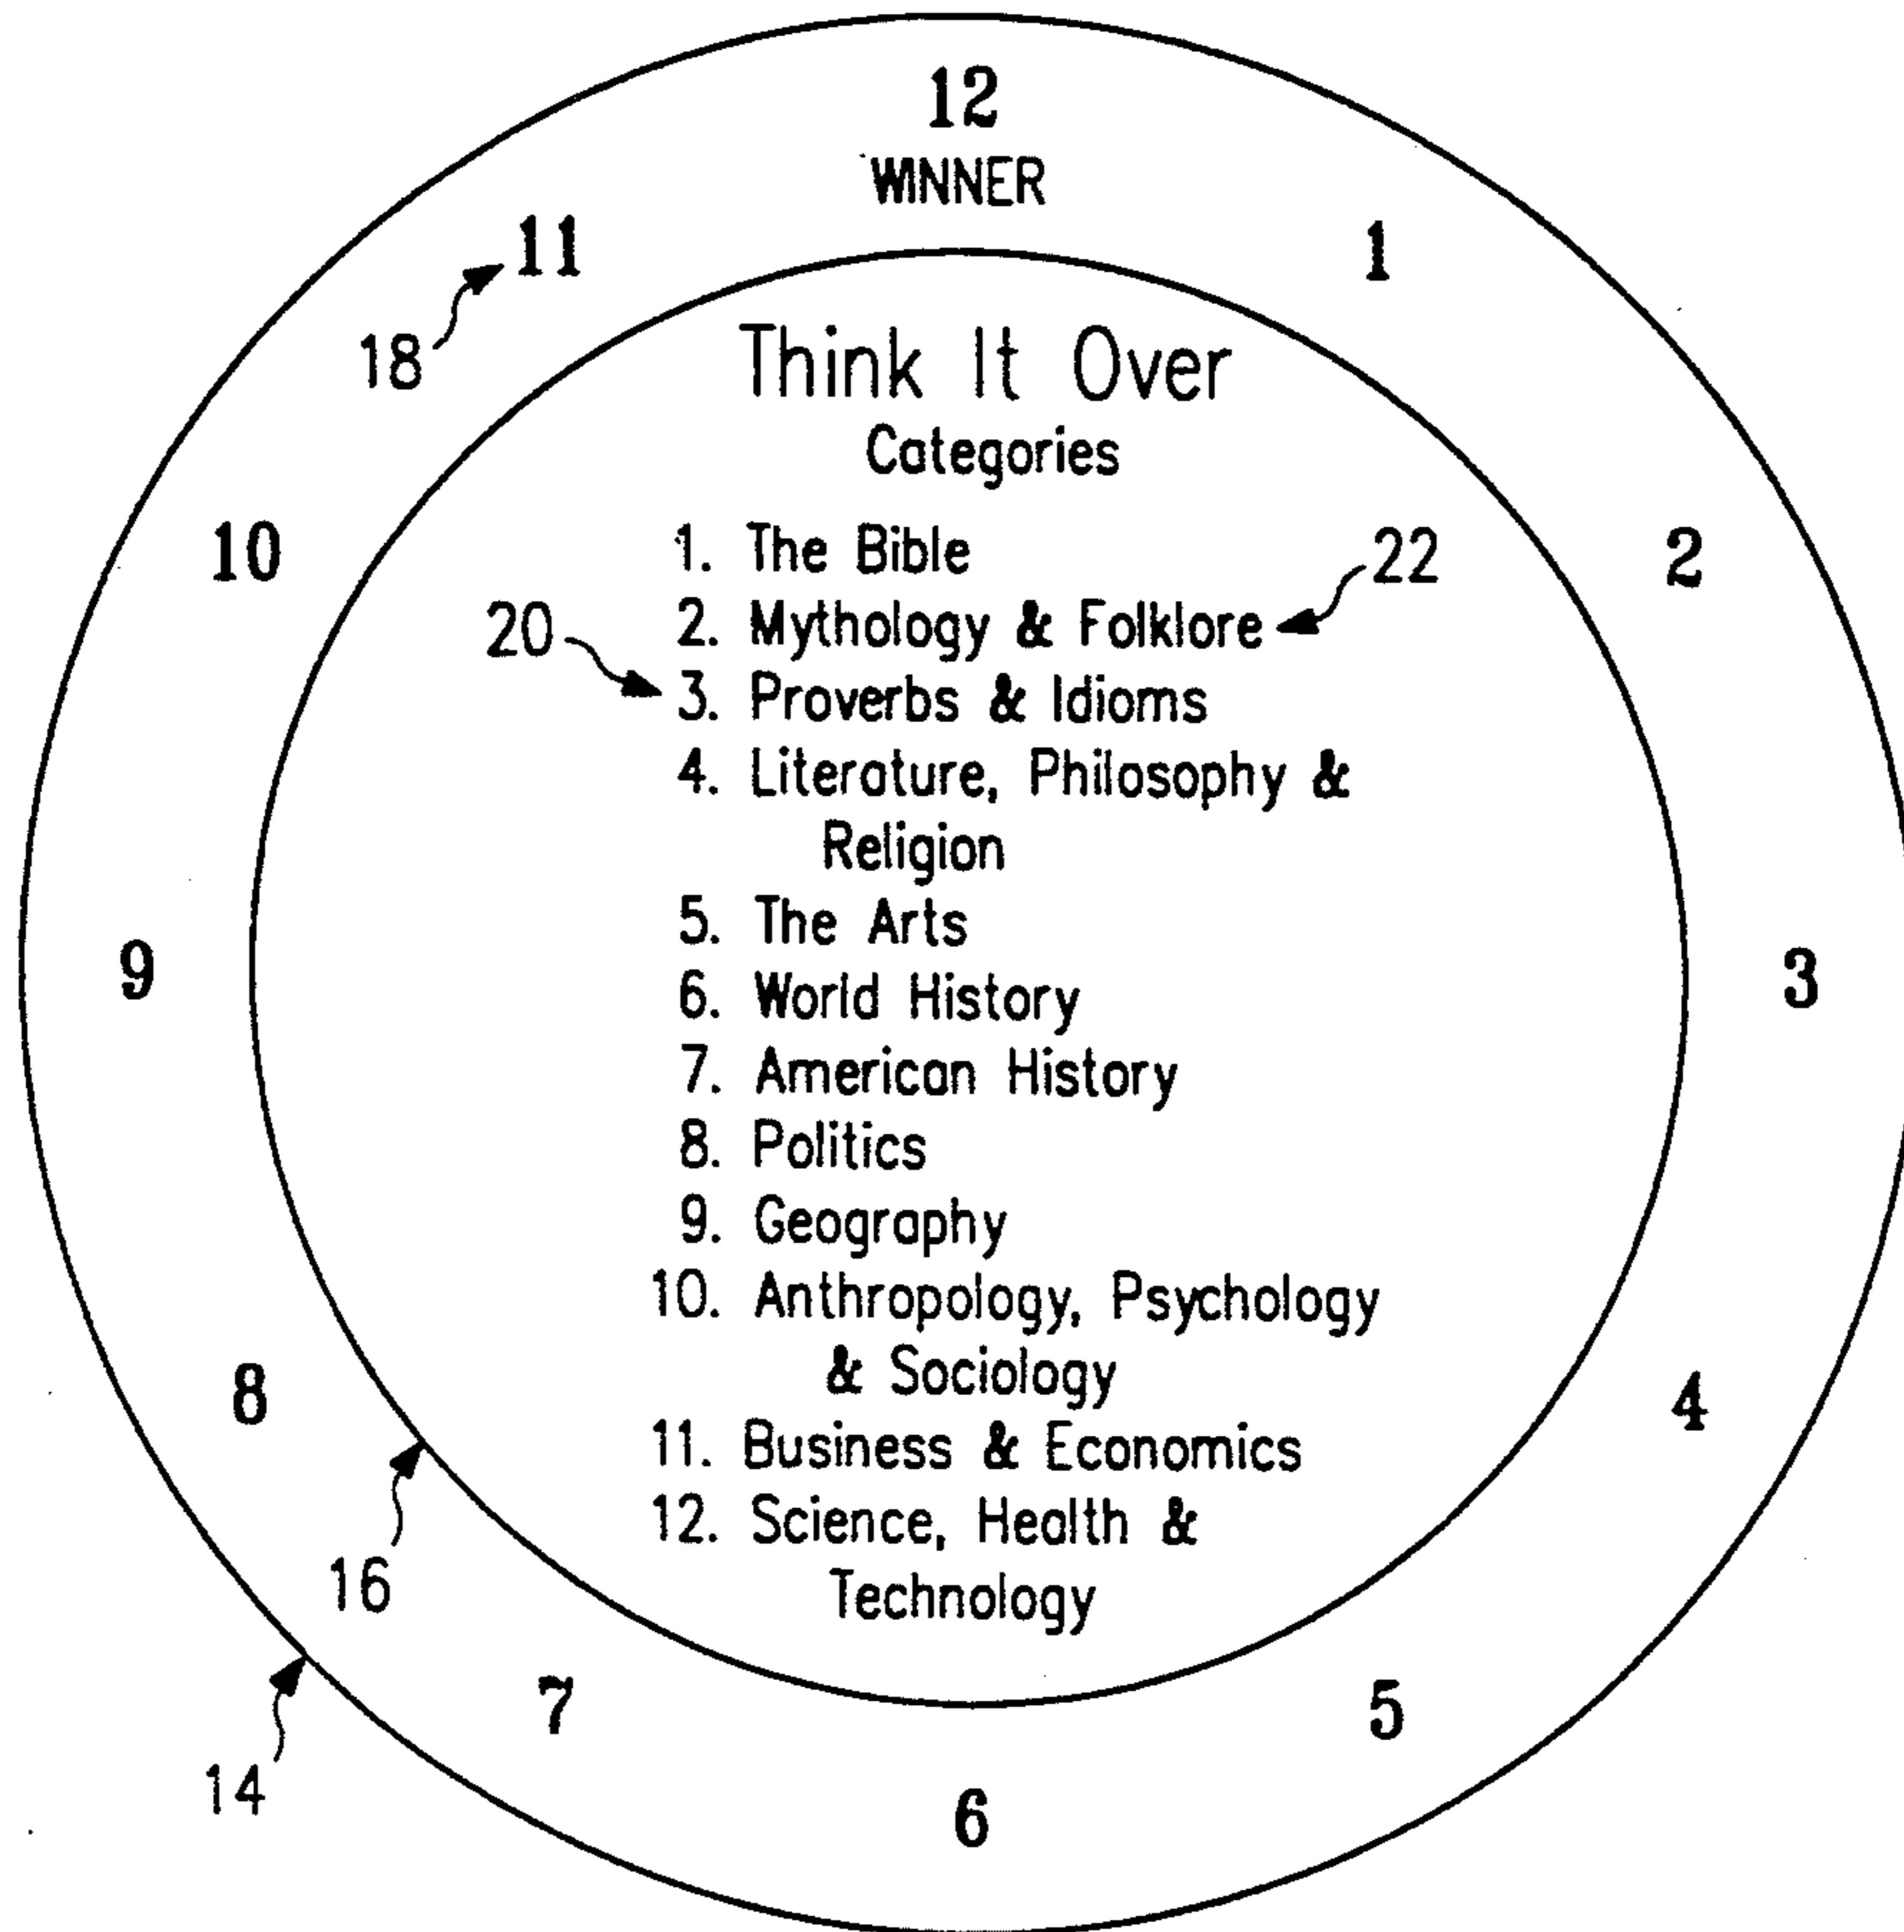 12
WINNER
11
1
18
Think It Over
Categories
10
1. The Bible
22
2
20
2. Mythology & Folklore
3. Proverbs & Idioms
4. Literature, Philosophy &
Religion
5. The Arts
9
6. World History
3
7. American History
8. Politics
9. Geography
10. Anthropology, Psychology
& Sociology
8
4
11. Business & Economics
12. Science, Health &
16
Technology
7
5
14
6